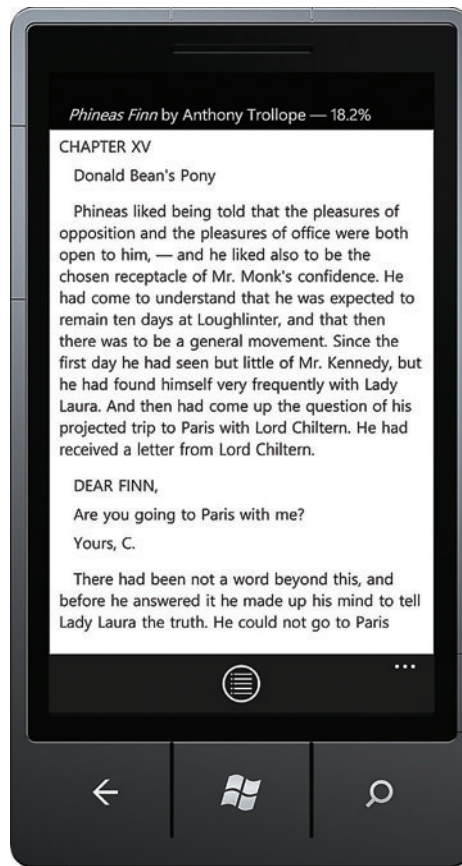 Phineas Finn by Anthony Trollope — 18.2%
CHAPTER XV
Donald Bean's Pony
Phineas liked being told that the pleasures of
opposition and the pleasures of office were both
open to him, — and he liked also to be the
chosen receptacle of Mr. Monk's confidence. He
had come to understand that he was expected to
remain ten days at Loughlinter, and that then
there was to be a general movement. Since the
first day he had seen but little of Mr. Kennedy, but
he had found himself very frequently with Lady
Laura. And then had come up the question of his
projected trip to Paris with Lord Chiltern. He had
received a letter from Lord Chiltern.
DEAR FINN,
Are you going to Paris with me?
Yours, C.
There had been not a word beyond this, and
before he answered it he made up his mind to tell
Lady Laura the truth. He could not go to Paris